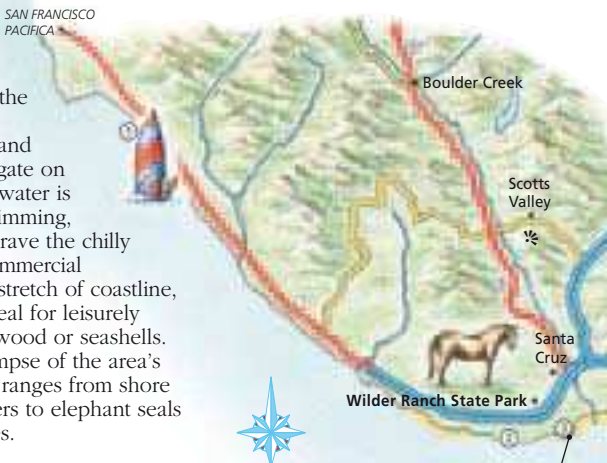 SAN FRANCISCO
PACIFICA
the
and
gate on
water is
imming,
rave the chilly
mmercial
stretch of coastline,
eal for leisurely
wood or seashells.
mpse of the area's
ranges from shore
ers to elephant seals
es.
Boulder Creek
Scotts
Valley
Santa
Cruz
Wilder Ranch State Park